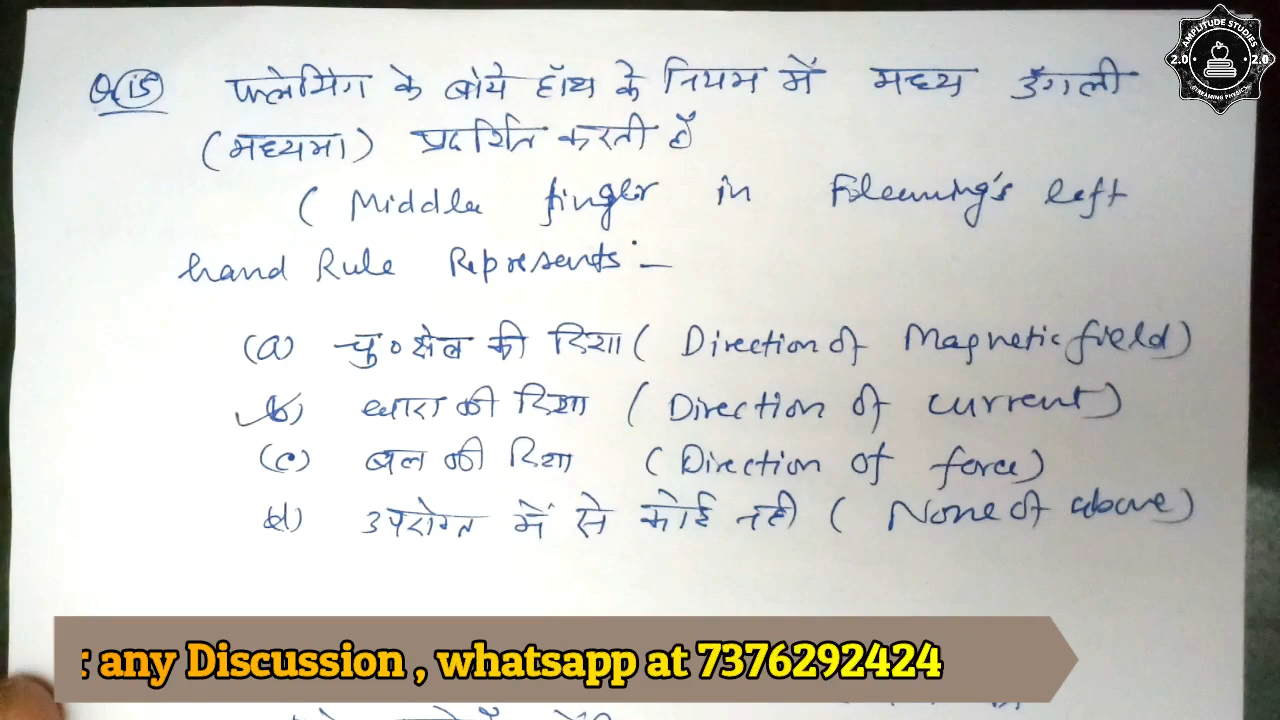 Q(15) फ्लेमिंग के बांये हाँथ के नियम में मध्य उँगली
(मध्यमा) प्रदर्शित करती है
( Middle finger in Fleming's left
hand Rule Represents :-
(a) चु० क्षेत्र की दिशा ( Direction of Magnetic field)
(b) धारा की दिशा ( Direction of current)
(c) बल की दिशा ( Direction of force)
(d) उपरोक्त में से कोई नही ( None of above)
any Discussion , whatsapp at 7376292424
AMPLITUDE STUDIES
2.0 2.0